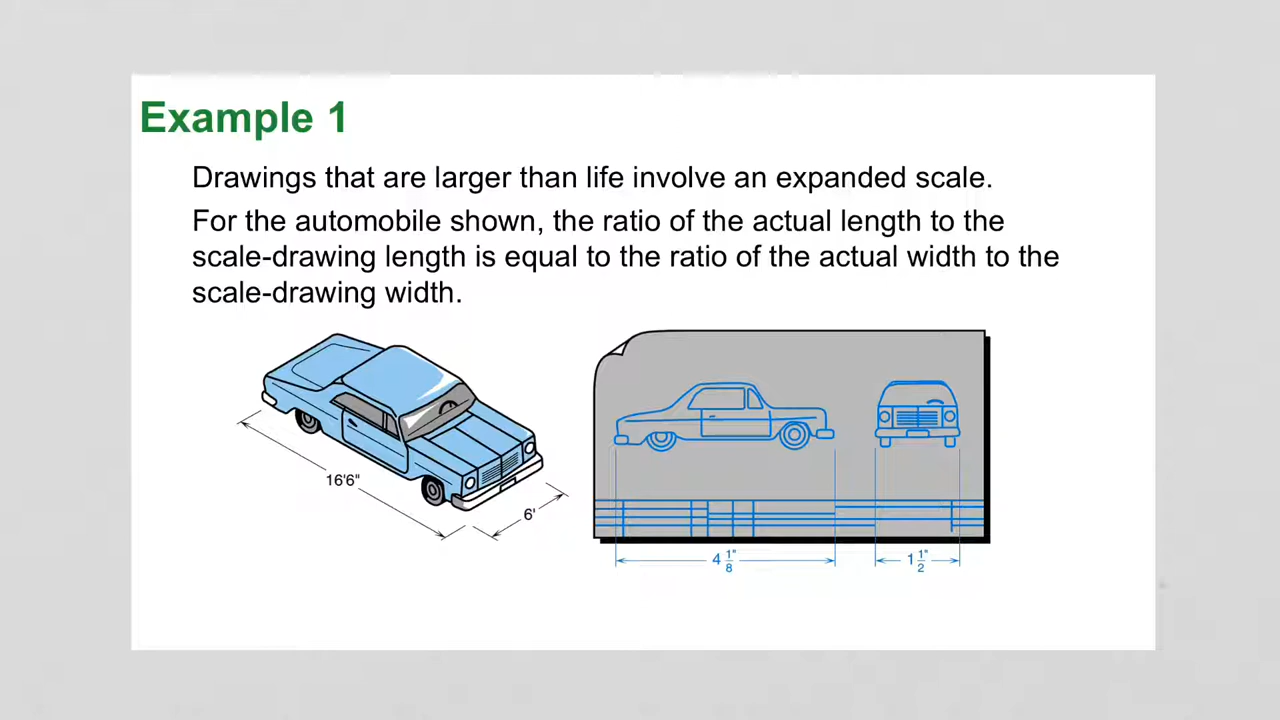 Example 1
Drawings that are larger than life involve an expanded scale.
For the automobile shown, the ratio of the actual length to the
scale-drawing length is equal to the ratio of the actual width to the
scale-drawing width.
16'6"
6'
4 1/8"
1 1/2"